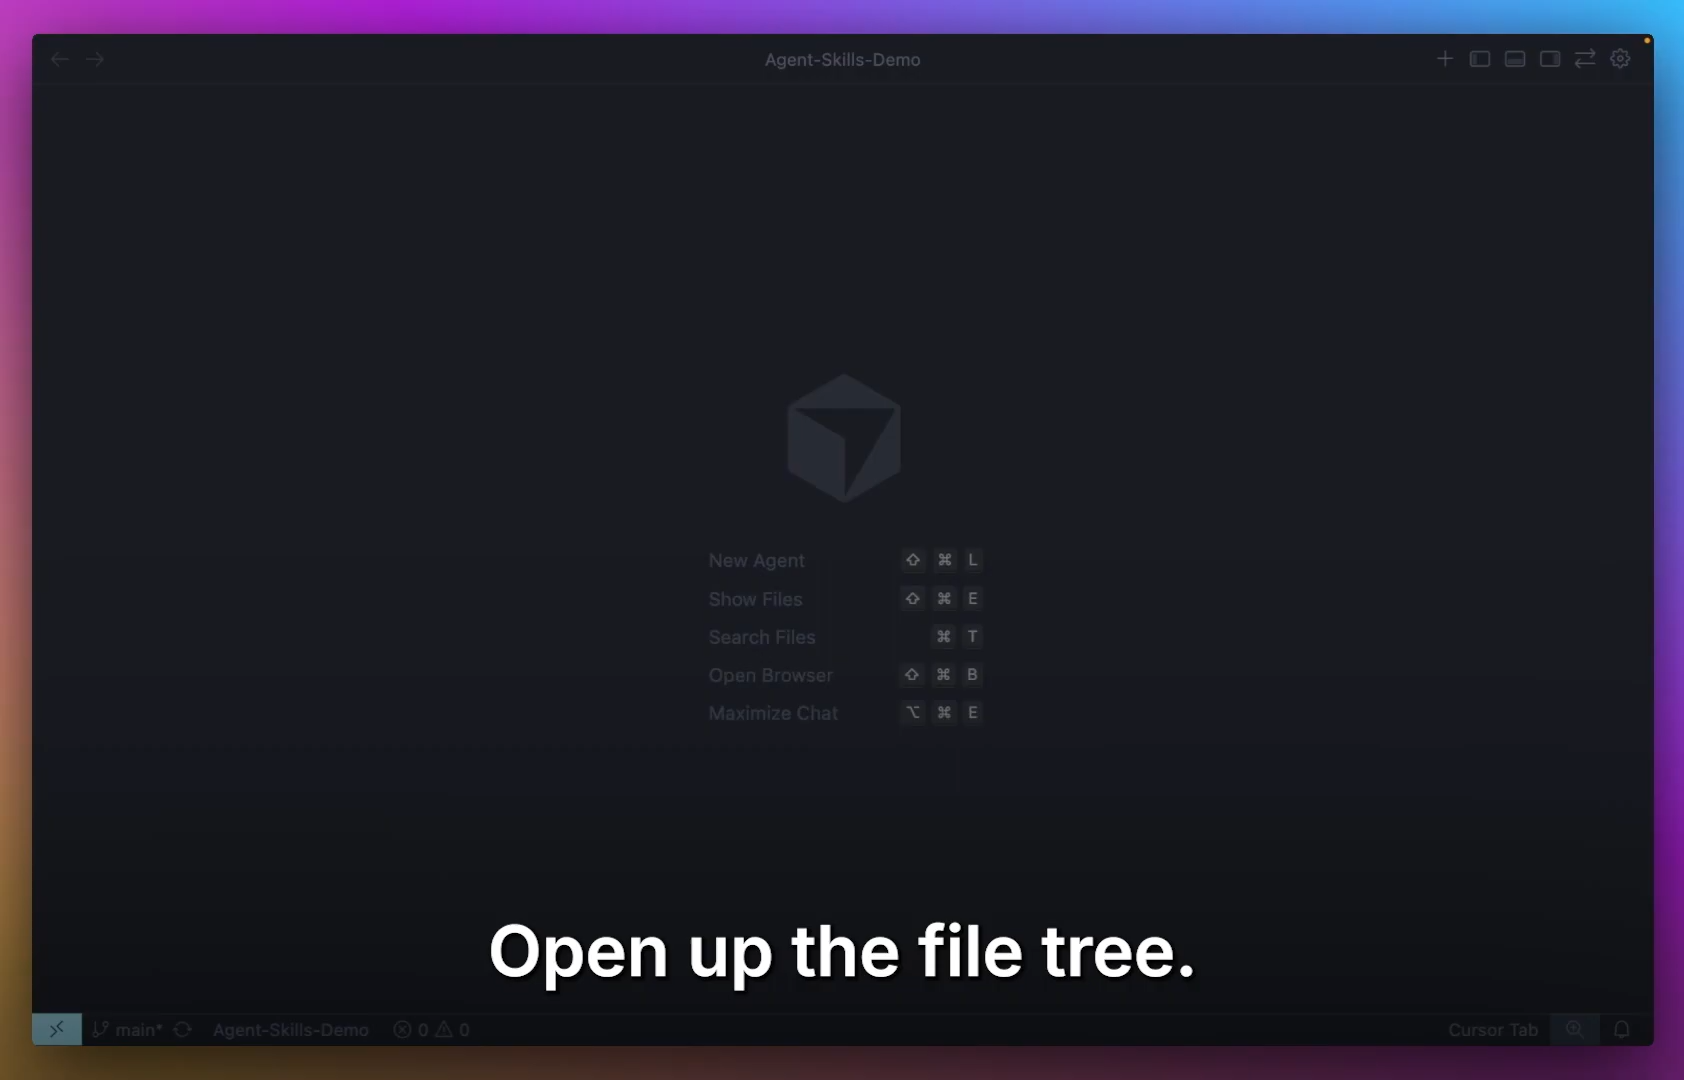 Agent-Skills-Demo
New Agent ⇧ ⌘ L
Show Files ⇧ ⌘ E
Search Files ⌘ T
Open Browser ⇧ ⌘ B
Maximize Chat ⌥ ⌘ E
Open up the file tree.
main* Agent-Skills-Demo 0 0 Cursor Tab